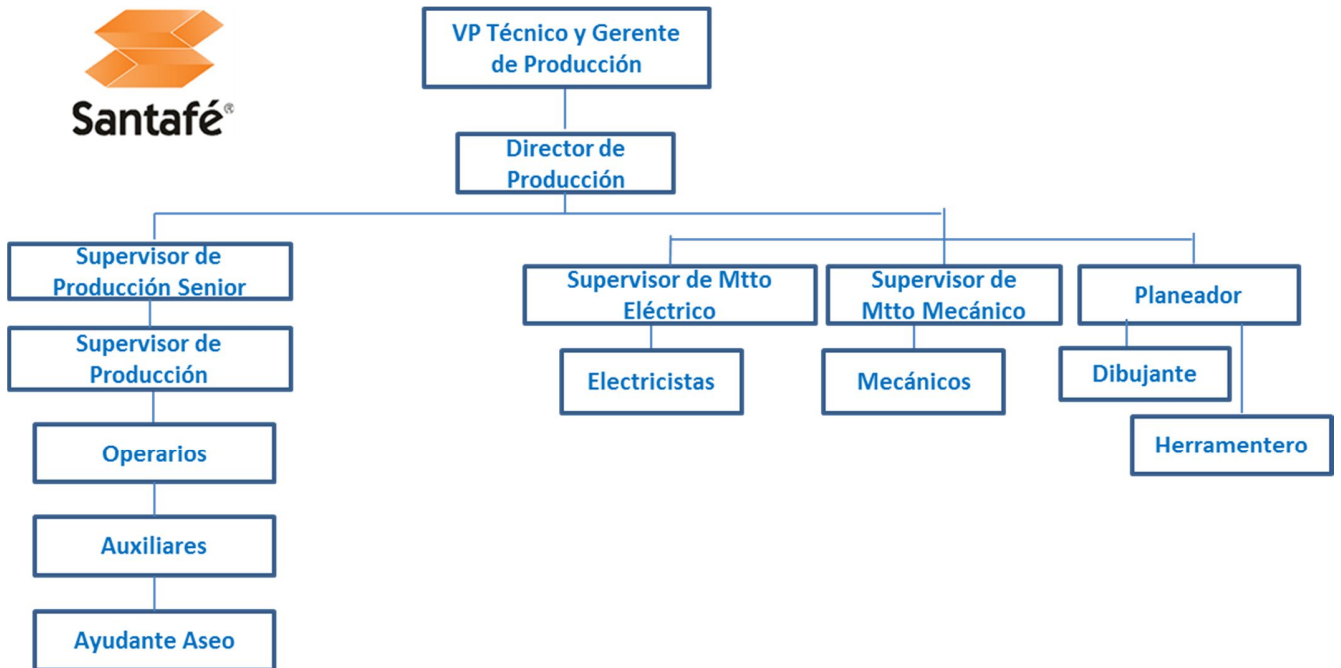 Santafé®
VP Técnico y Gerente
de Producción
Director de
Producción
Supervisor de
Producción Senior
Supervisor de
Producción
Operarios
Auxiliares
Ayudante Aseo
Supervisor de Mtto
Eléctrico
Electricistas
Supervisor de
Mtto Mecánico
Mecánicos
Planeador
Dibujante
Herramentero